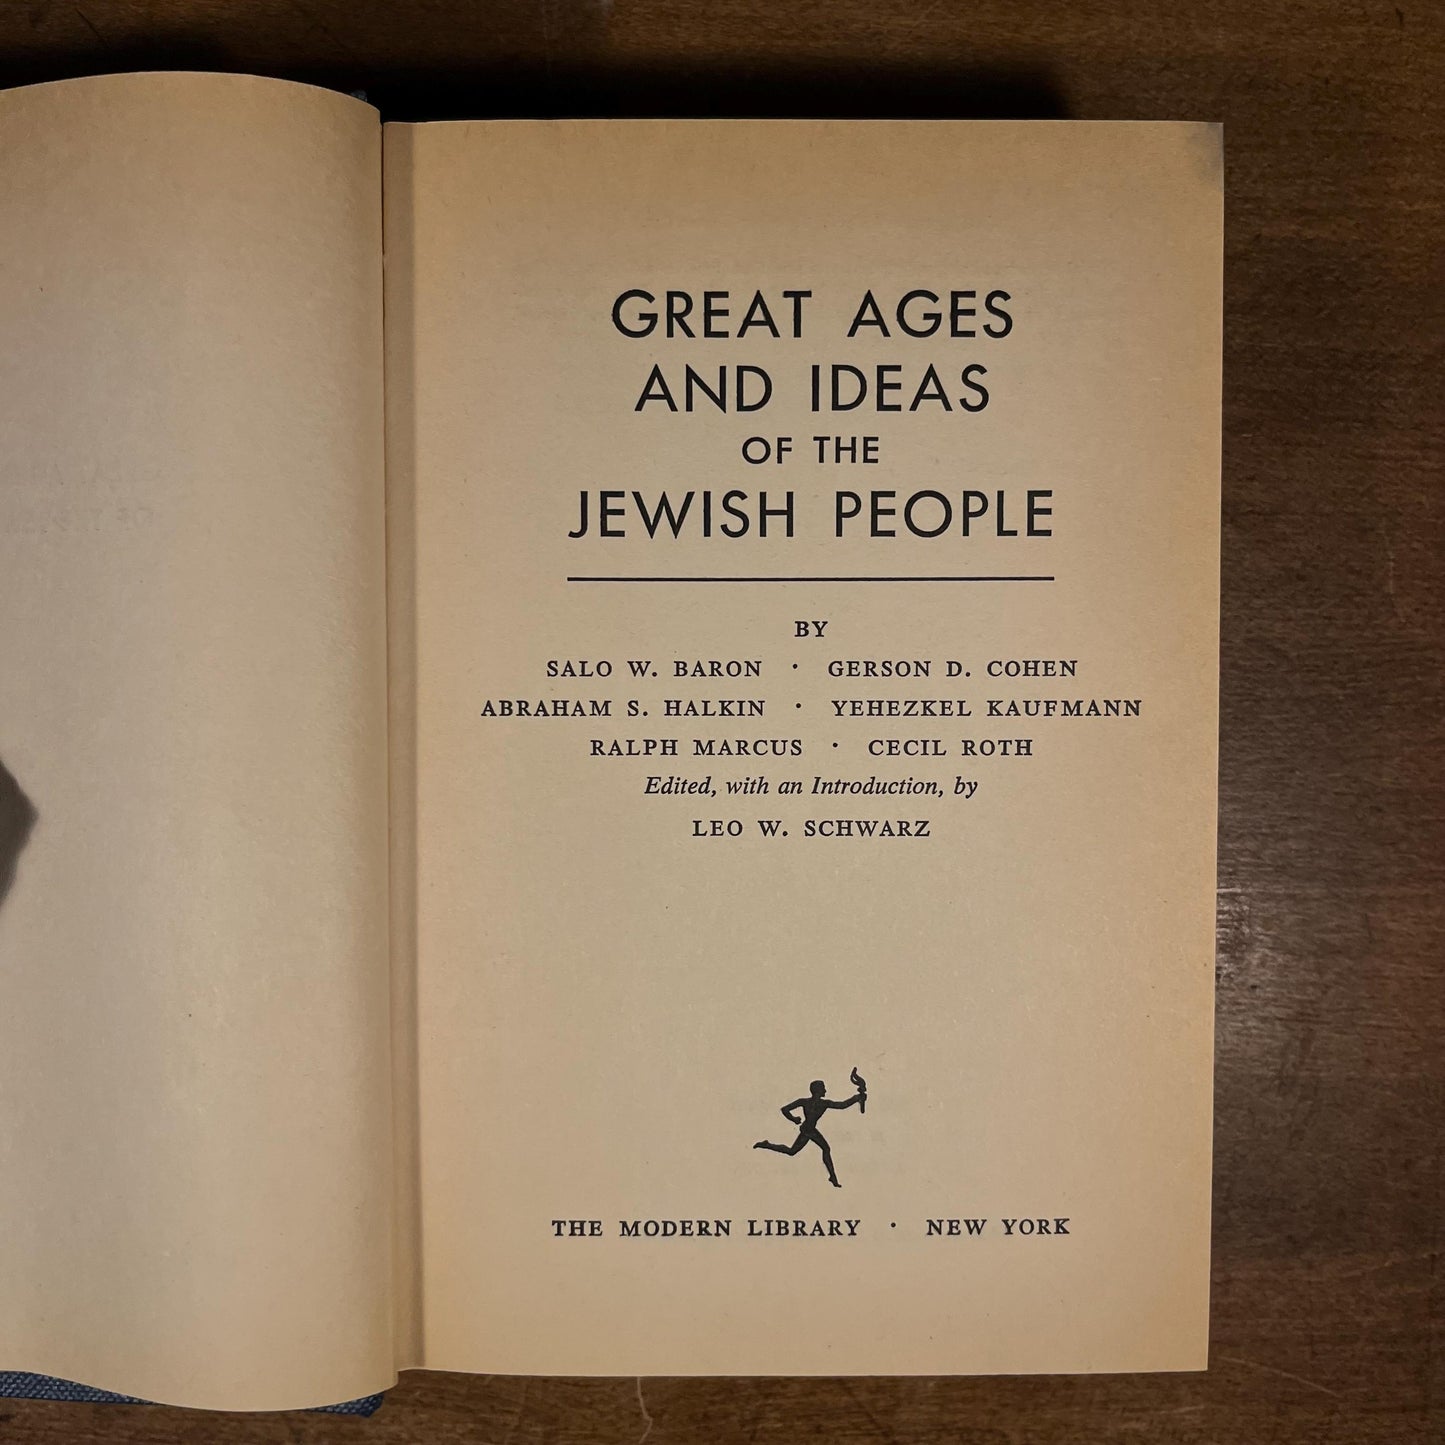 GREAT AGES
AND IDEAS
OF THE
JEWISH PEOPLE
BY
SALO W. BARON · GERSON D. COHEN
ABRAHAM S. HALKIN · YEHEZKEL KAUFMANN
RALPH MARCUS · CECIL ROTH
Edited, with an Introduction, by
LEO W. SCHWARZ
THE MODERN LIBRARY · NEW YORK